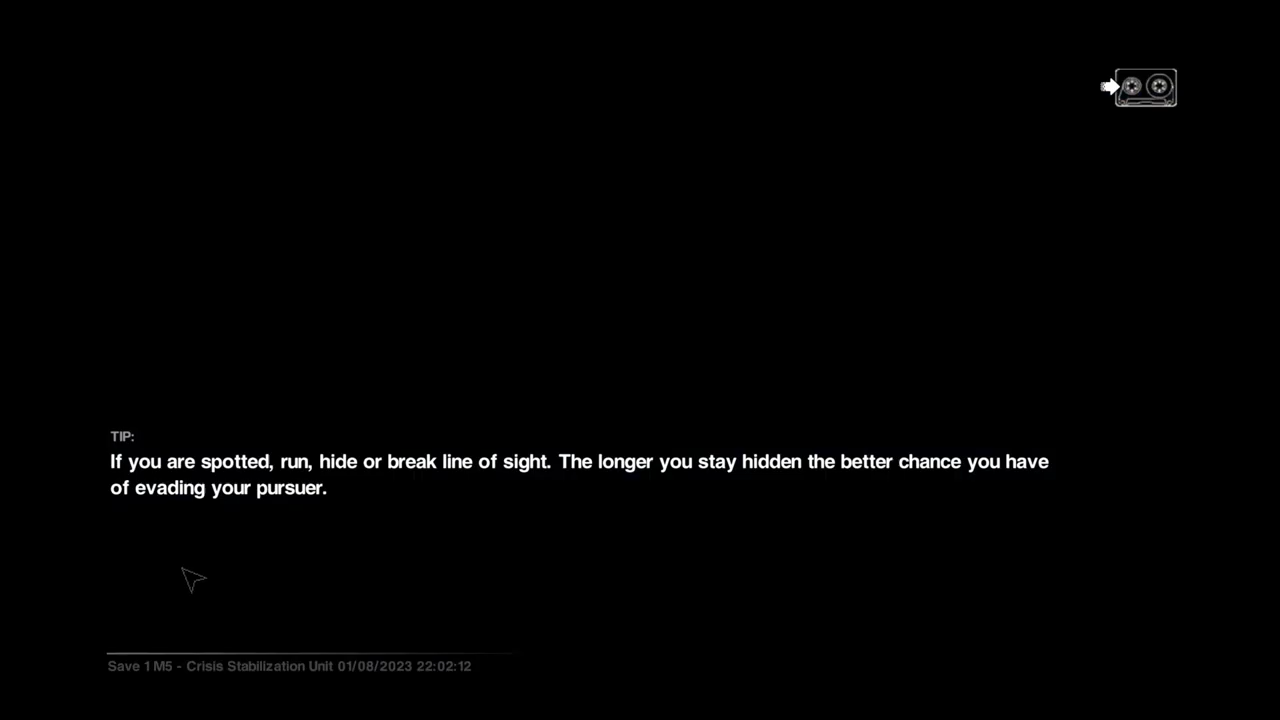 TIP:
If you are spotted, run, hide or break line of sight. The longer you stay hidden the better chance you have
of evading your pursuer.
Save 1 M5 - Crisis Stabilization Unit 01/08/2023 22:02:12